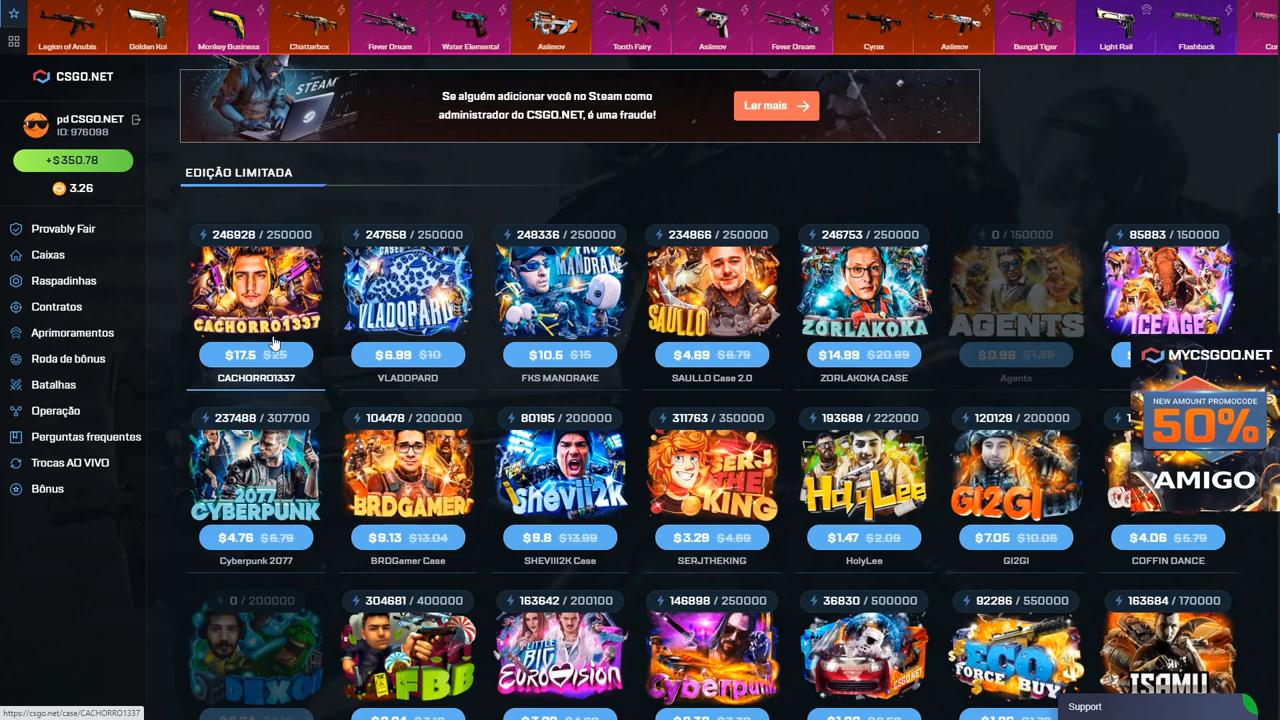 Legion of Anubis
Golden Koi
Monkey Business
Chatterbox
Fever Dream
Water Elemental
Asiimov
Tooth Fairy
Asiimov
Fever Dream
Cyrex
Asiimov
Bengal Tiger
Light Rail
Flashback
CSGO.NET
pd CSGO.NET
ID: 976098
+$350.78
3.26
Provably Fair
Caixas
Raspadinhas
Contratos
Aprimoramentos
Roda de bônus
Batalhas
Operação
Perguntas frequentes
Trocas AO VIVO
Bônus
STEAM
Se alguém adicionar você no Steam como
administrador do CSGO.NET, é uma fraude!
Ler mais
EDIÇÃO LIMITADA
246928 / 250000
247658 / 250000
248336 / 250000
234866 / 250000
246753 / 250000
0 / 150000
85883 / 150000
CACHORRO1337
VLADOPARD
MANDRAKE
SAULLO
ZORLAKOKA
AGENTS
ICE AGE
$17.5 $25
$6.99 $10
$10.5 $15
$4.69 $6.79
$14.99 $20.99
$0.98 $1.39
CACHORRO1337
VLADOPARD
FKS MANDRAKE
SAULLO Case 2.0
ZORLAKOKA CASE
Agents
MYCSGOO.NET
NEW AMOUNT PROMOCODE
50%
AMIGO
237488 / 307700
104478 / 200000
80195 / 200000
311763 / 350000
193688 / 222000
120129 / 200000
2077
CYBERPUNK
BRDGAMER
shevii2k
SER-J
THE
KING
HolyLee
GI2GI
$4.76 $6.79
$9.13 $13.04
$9.8 $13.99
$3.29 $4.69
$1.47 $2.09
$7.05 $10.06
$4.06 $5.79
Cyberpunk 2077
BRDGamer Case
SHEVII2K Case
SERJTHEKING
HolyLee
GI2GI
COFFIN DANCE
0 / 200000
304681 / 400000
163642 / 200100
146898 / 250000
36830 / 500000
92286 / 550000
163684 / 170000
FBB
LITTLE
BIG
EUROVISION
Cyberpunk
CSGO.NET
ECO
FORCE BUY
ISAMU
https://csgo.net/case/CACHORRO1337
Support